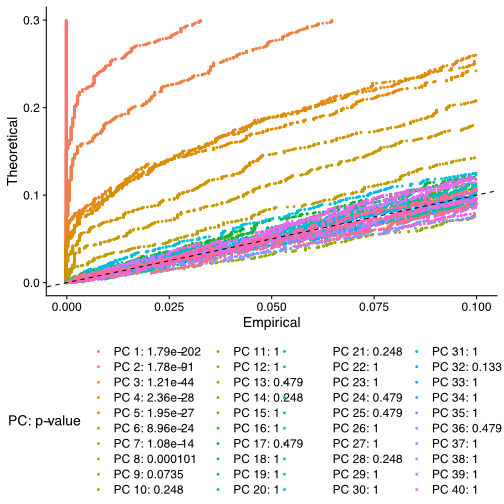 0.3
0.2
0.1
0.0
Theoretical
0.000 0.025 0.050 0.075 0.100
Empirical
PC: p-value
PC 1: 1.79e-202
PC 2: 1.78e-91
PC 3: 1.21e-44
PC 4: 2.36e-28
PC 5: 1.95e-27
PC 6: 8.96e-24
PC 7: 1.08e-14
PC 8: 0.000101
PC 9: 0.0735
PC 10: 0.248
PC 11: 1
PC 12: 1
PC 13: 0.479
PC 14: 0.248
PC 15: 1
PC 16: 1
PC 17: 0.479
PC 18: 1
PC 19: 1
PC 20: 1
PC 21: 0.248
PC 22: 1
PC 23: 1
PC 24: 0.479
PC 25: 0.479
PC 26: 1
PC 27: 1
PC 28: 0.248
PC 29: 1
PC 30: 1
PC 31: 1
PC 32: 0.133
PC 33: 1
PC 34: 1
PC 35: 1
PC 36: 0.479
PC 37: 1
PC 38: 1
PC 39: 1
PC 40: 1